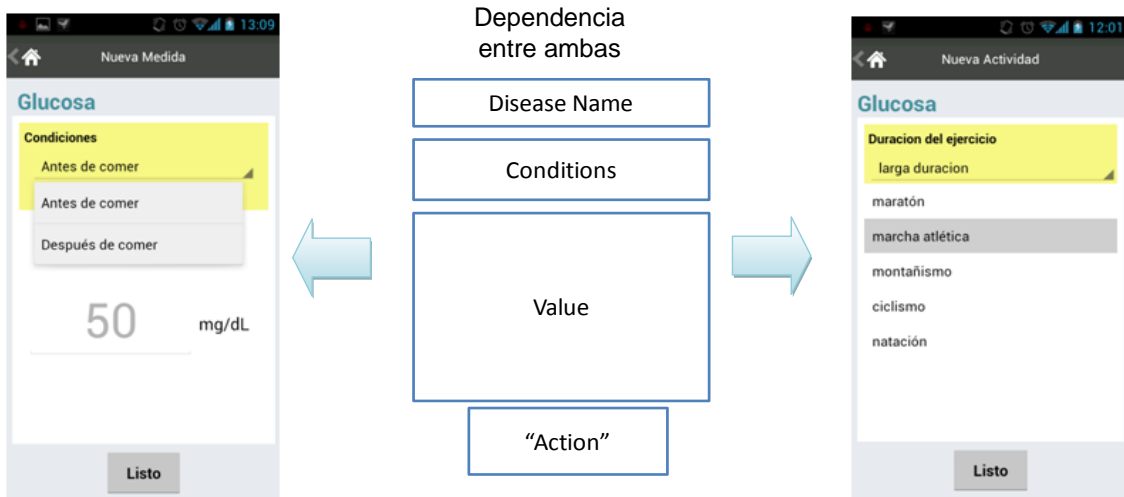 13:09
Nueva Medida
Glucosa
Condiciones
Antes de comer
Antes de comer
Después de comer
50 mg/dL
Listo
Dependencia
entre ambas
Disease Name
Conditions
Value
“Action”
12:01
Nueva Actividad
Glucosa
Duracion del ejercicio
larga duracion
maratón
marcha atlética
montañismo
ciclismo
natación
Listo